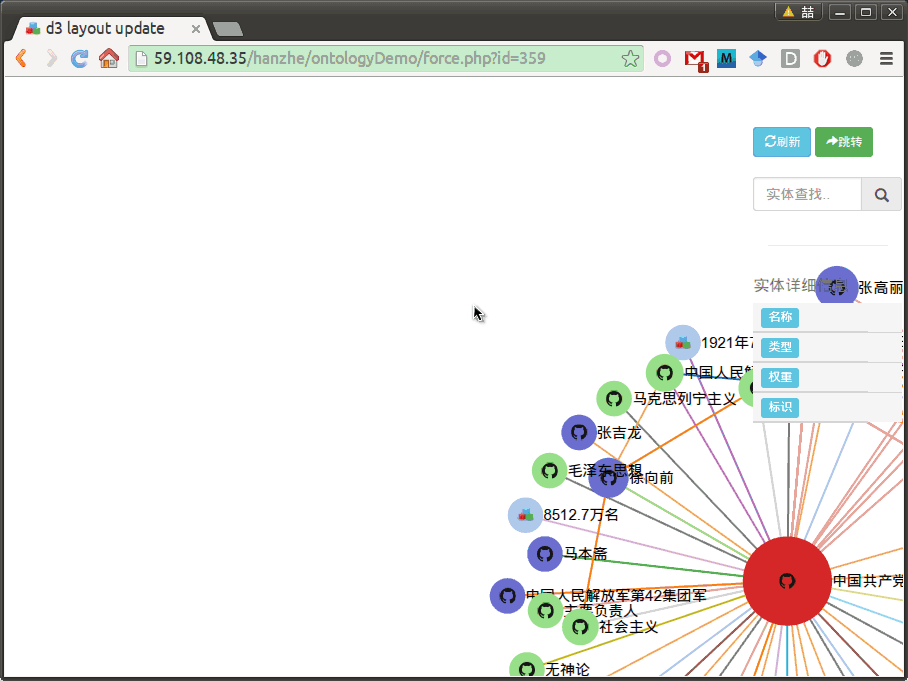 喆
d3 layout update
59.108.48.35/hanzhe/ontologyDemo/force.php?id=359
1
M
D
刷新
跳转
实体查找..
实体详细信息
张高丽
名称
类型
权重
标识
1921年7
中国人民解
马克思列宁主义
张吉龙
毛泽东思想
徐向前
8512.7万名
马本斋
中国共产党
中国人民解放军第42集团军
主要负责人
社会主义
无神论